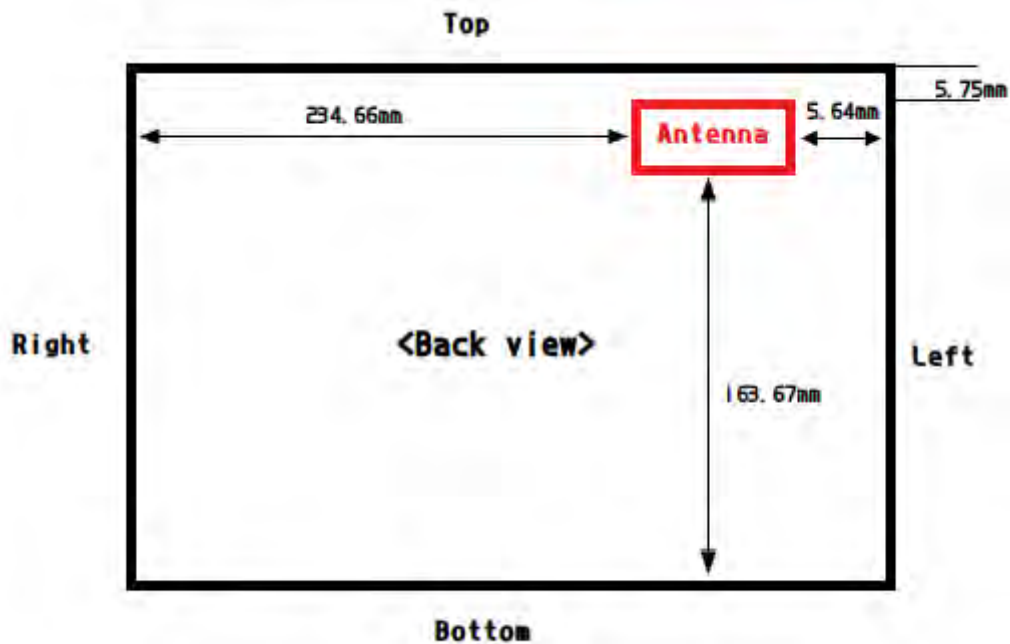 Top
5.75mm
234.66mm
5.64mm
Antenna
Right
<Back view>
Left
163.67mm
Bottom